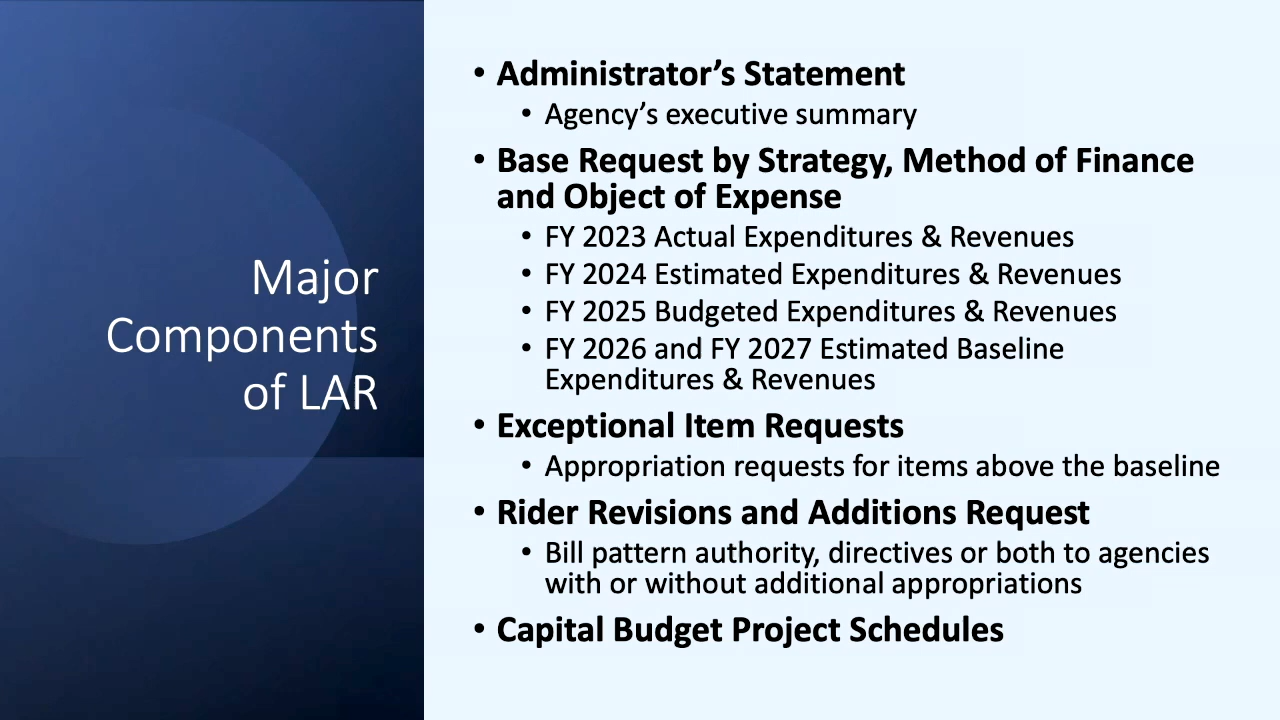 Major
Components
of LAR
• Administrator’s Statement
• Agency’s executive summary
• Base Request by Strategy, Method of Finance
and Object of Expense
• FY 2023 Actual Expenditures & Revenues
• FY 2024 Estimated Expenditures & Revenues
• FY 2025 Budgeted Expenditures & Revenues
• FY 2026 and FY 2027 Estimated Baseline
Expenditures & Revenues
• Exceptional Item Requests
• Appropriation requests for items above the baseline
• Rider Revisions and Additions Request
• Bill pattern authority, directives or both to agencies
with or without additional appropriations
• Capital Budget Project Schedules